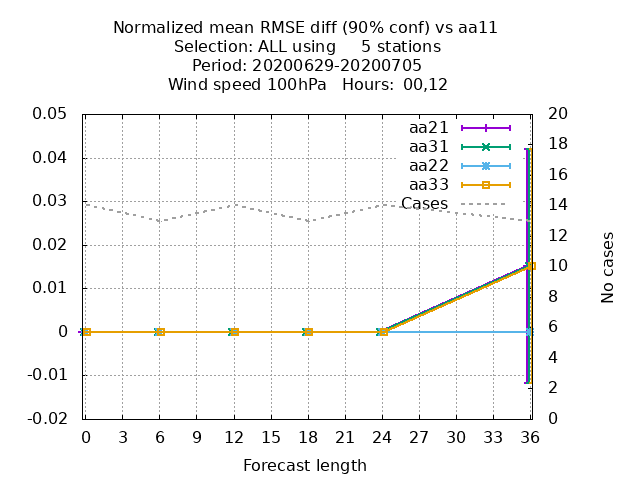 Normalized mean RMSE diff (90% conf) vs aa11
Selection: ALL using     5 stations
Period: 20200629-20200705
Wind speed 100hPa   Hours:  00,12
0.05
0.04
0.03
0.02
0.01
0
-0.01
-0.02
aa21
aa31
aa22
aa33
Cases
20
18
16
14
12
10
8
6
4
2
0
No cases
0 3 6 9 12 15 18 21 24 27 30 33 36
Forecast length